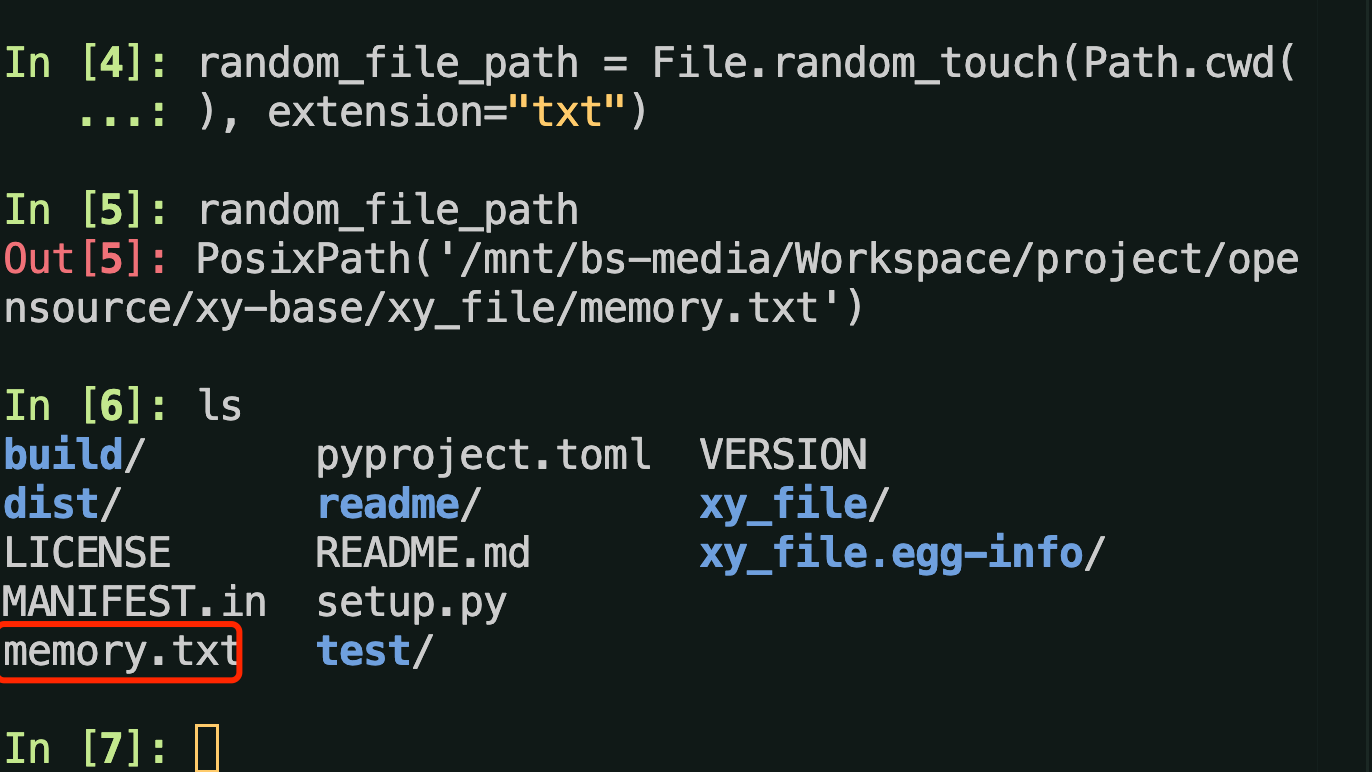 In [4]: random_file_path = File.random_touch(Path.cwd(
   ...: ), extension="txt")
In [5]: random_file_path
Out[5]: PosixPath('/mnt/bs-media/Workspace/project/ope
nsource/xy-base/xy_file/memory.txt')
In [6]: ls
build/       pyproject.toml  VERSION
dist/        readme/         xy_file/
LICENSE      README.md       xy_file.egg-info/
MANIFEST.in  setup.py
memory.txt   test/
In [7]: